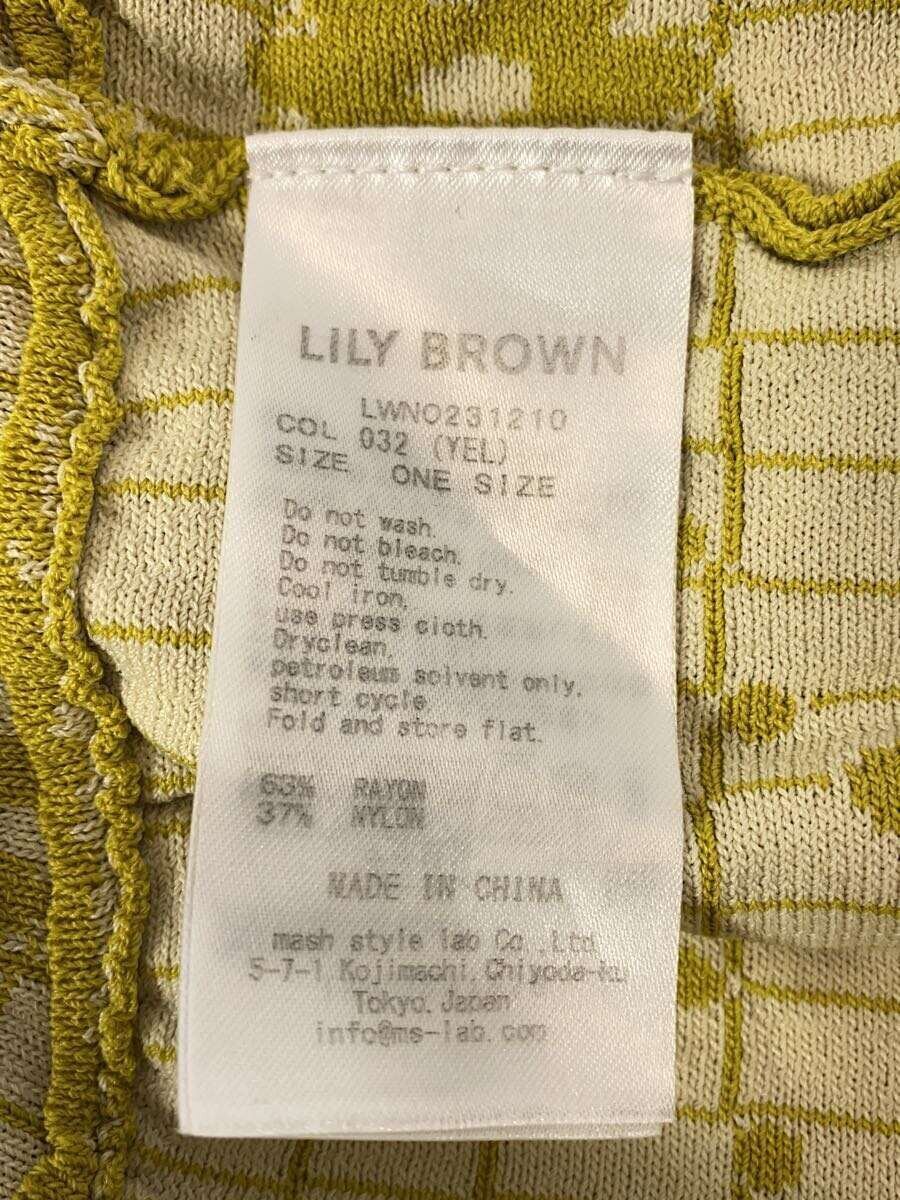 LILY BROWN
LWNO231210
COL 032 (YEL)
SIZE ONE SIZE
Do not wash.
Do not bleach.
Do not tumble dry.
Cool iron.
use press cloth.
Dryclean.
petroleum solvent only.
short cycle
Fold and store flat.
63% RAYON
37% NYLON
MADE IN CHINA
mash style lab Co.,Ltd
5-7-1 Kojimachi. Chiyoda-ku
Tokyo. Japan
info@ms-lab.com